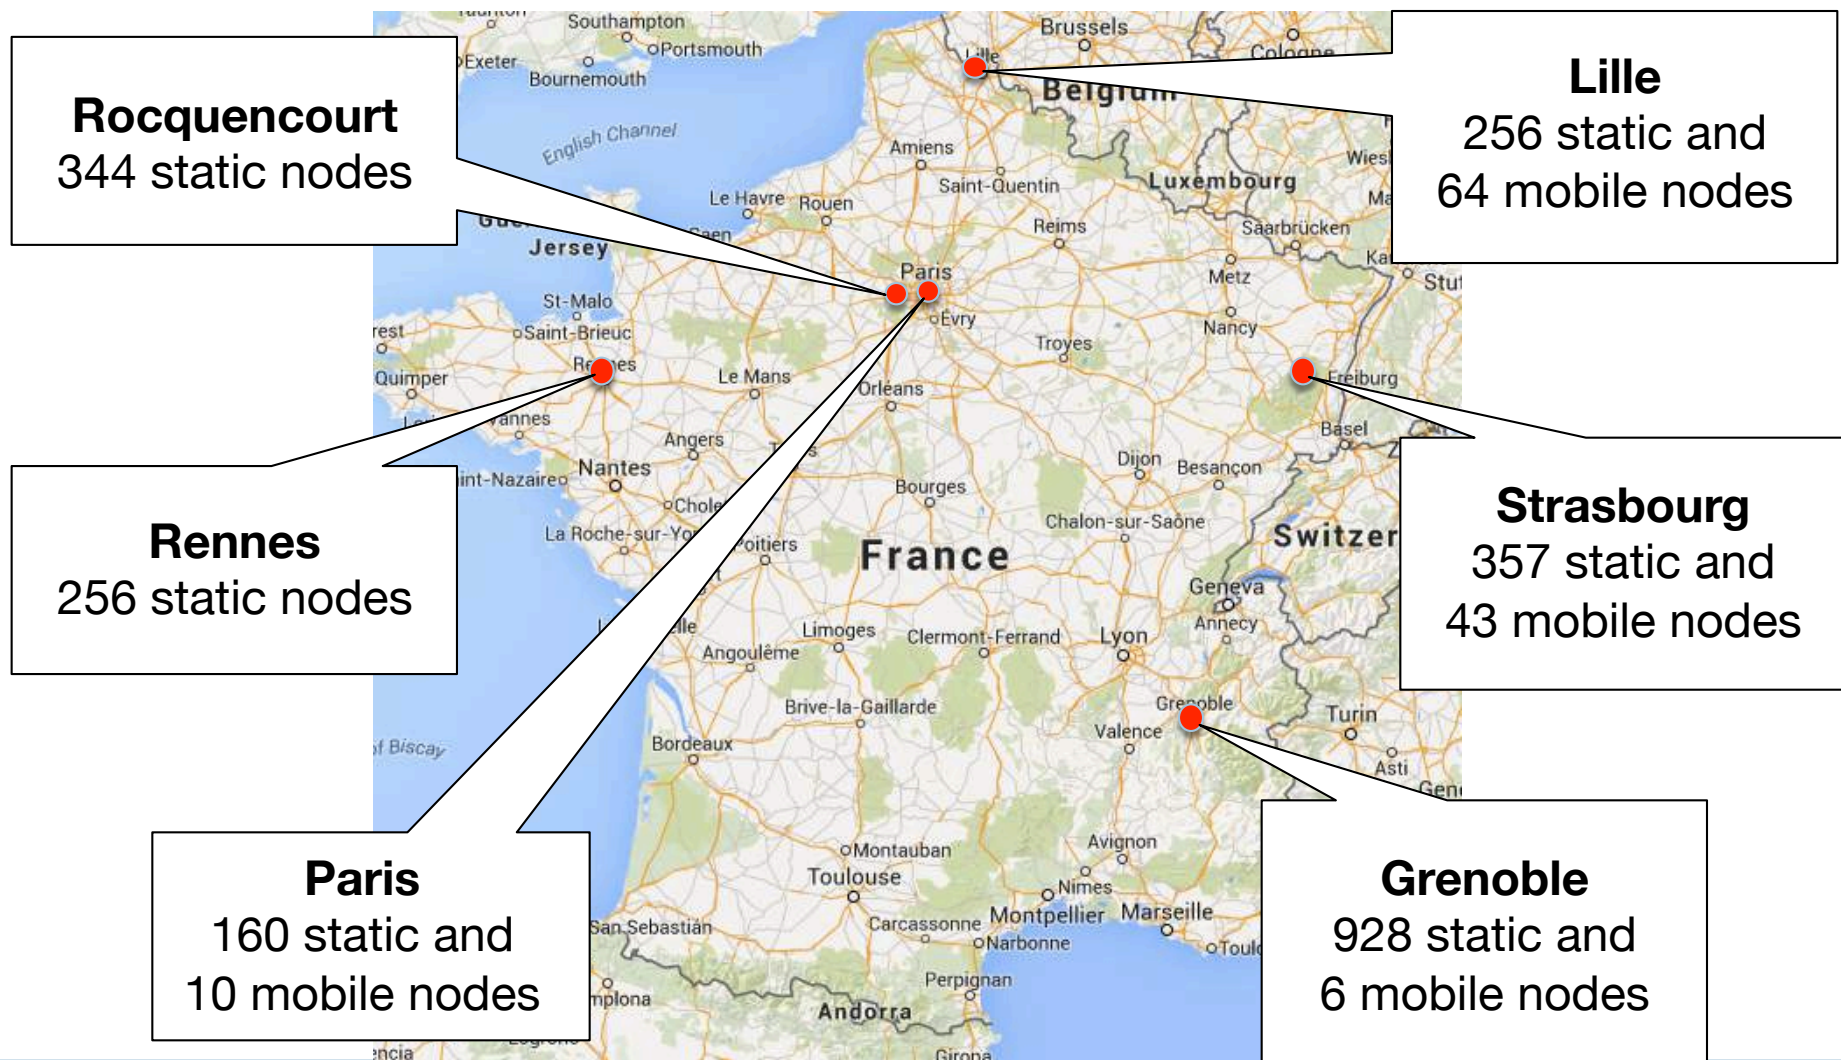 Southampton
Portsmouth
Exeter
Bournemouth
English Channel
Brussels
Cologne
Lille
Belgium
Rocquencourt
344 static nodes
Lille
256 static and
64 mobile nodes
Amiens
Saint-Quentin
Luxembourg
Le Havre
Rouen
Reims
Saarbrücken
Jersey
Paris
Metz
St-Malo
Evry
Saint-Brieuc
Nancy
Troyes
Rennes
Quimper
Le Mans
Orléans
Freiburg
Angers
Basel
Nantes
Dijon
Besançon
Bourges
Chalon-sur-Saône
France
Geneva
Annecy
Rennes
256 static nodes
Strasbourg
357 static and
43 mobile nodes
Limoges
Clermont-Ferrand
Lyon
Angoulême
Brive-la-Gaillarde
Grenoble
Valence
Turin
Bordeaux
Asti
Montauban
Avignon
Toulouse
Nimes
Carcassonne
Montpellier
Marseille
San Sebastián
Narbonne
Perpignan
Andorra
Girona
Paris
160 static and
10 mobile nodes
Grenoble
928 static and
6 mobile nodes